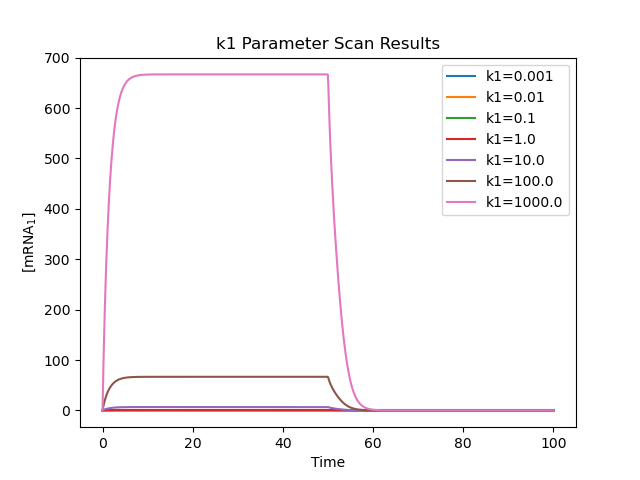 k1 Parameter Scan Results
700
600
500
400
300
200
100
0
[mRNA₁]
0 20 40 60 80 100
Time
k1=0.001
k1=0.01
k1=0.1
k1=1.0
k1=10.0
k1=100.0
k1=1000.0